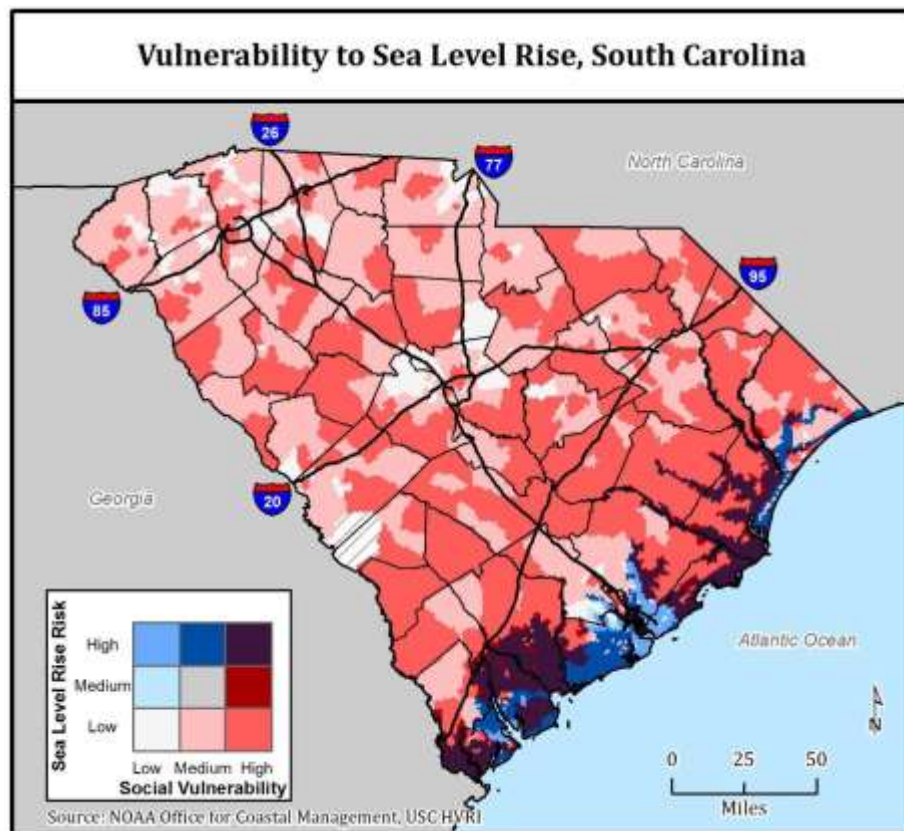 Vulnerability to Sea Level Rise, South Carolina
26
77
North Carolina
95
85
Georgia
20
Atlantic Ocean
Sea Level Rise Risk
High
Medium
Low
Low Medium High
Social Vulnerability
N
0 25 50
Miles
Source: NOAA Office for Coastal Management, USC HVRI